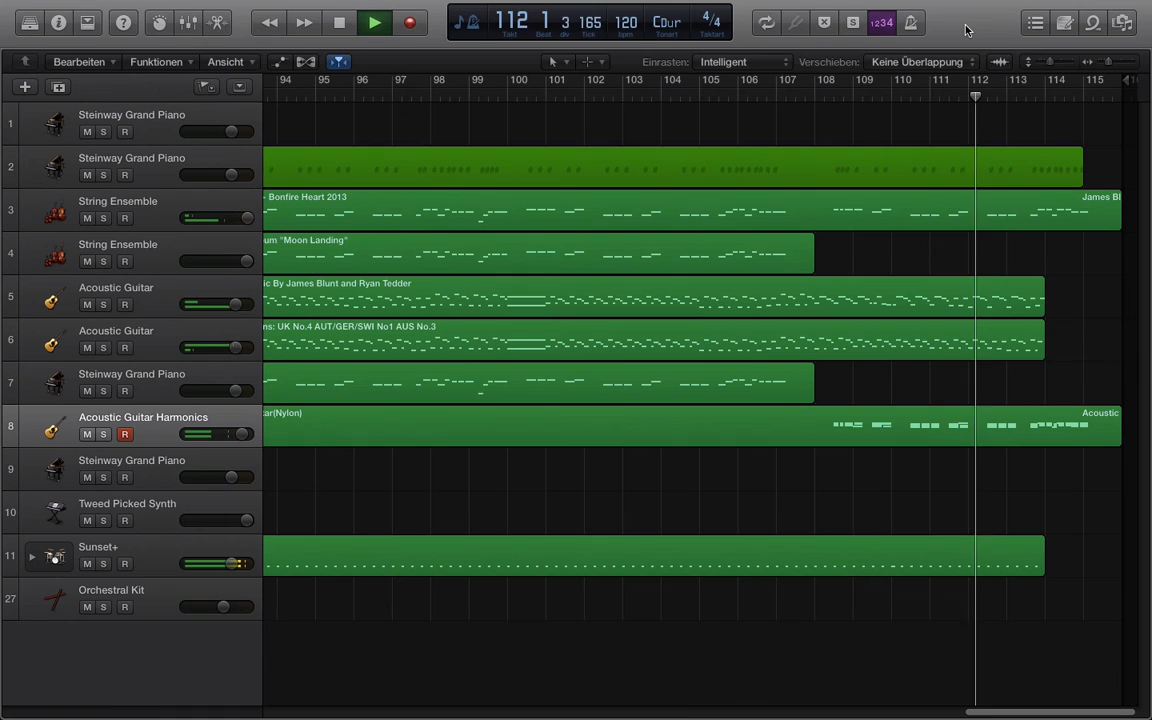 112 1 3 165 120 Cdur 4/4
Takt Beat div Tick bpm Tonart Taktart
S 1234
Bearbeiten Funktionen Ansicht Einrasten: Intelligent Verschieben: Keine Überlappung
94 95 96 97 98 99 100 101 102 103 104 105 106 107 108 109 110 111 112 113 114 115
1 Steinway Grand Piano
M S R
2 Steinway Grand Piano
M S R
3 String Ensemble - Bonfire Heart 2013 James Bl
M S R
4 String Ensemble um "Moon Landing"
M S R
5 Acoustic Guitar ic By James Blunt and Ryan Tedder
M S R
6 Acoustic Guitar ns: UK No.4 AUT/GER/SWI No1 AUS No.3
M S R
7 Steinway Grand Piano
M S R
8 Acoustic Guitar Harmonics tar(Nylon) Acoustic
M S R
9 Steinway Grand Piano
M S R
10 Tweed Picked Synth
M S R
11 Sunset+
M S R
27 Orchestral Kit
M S R